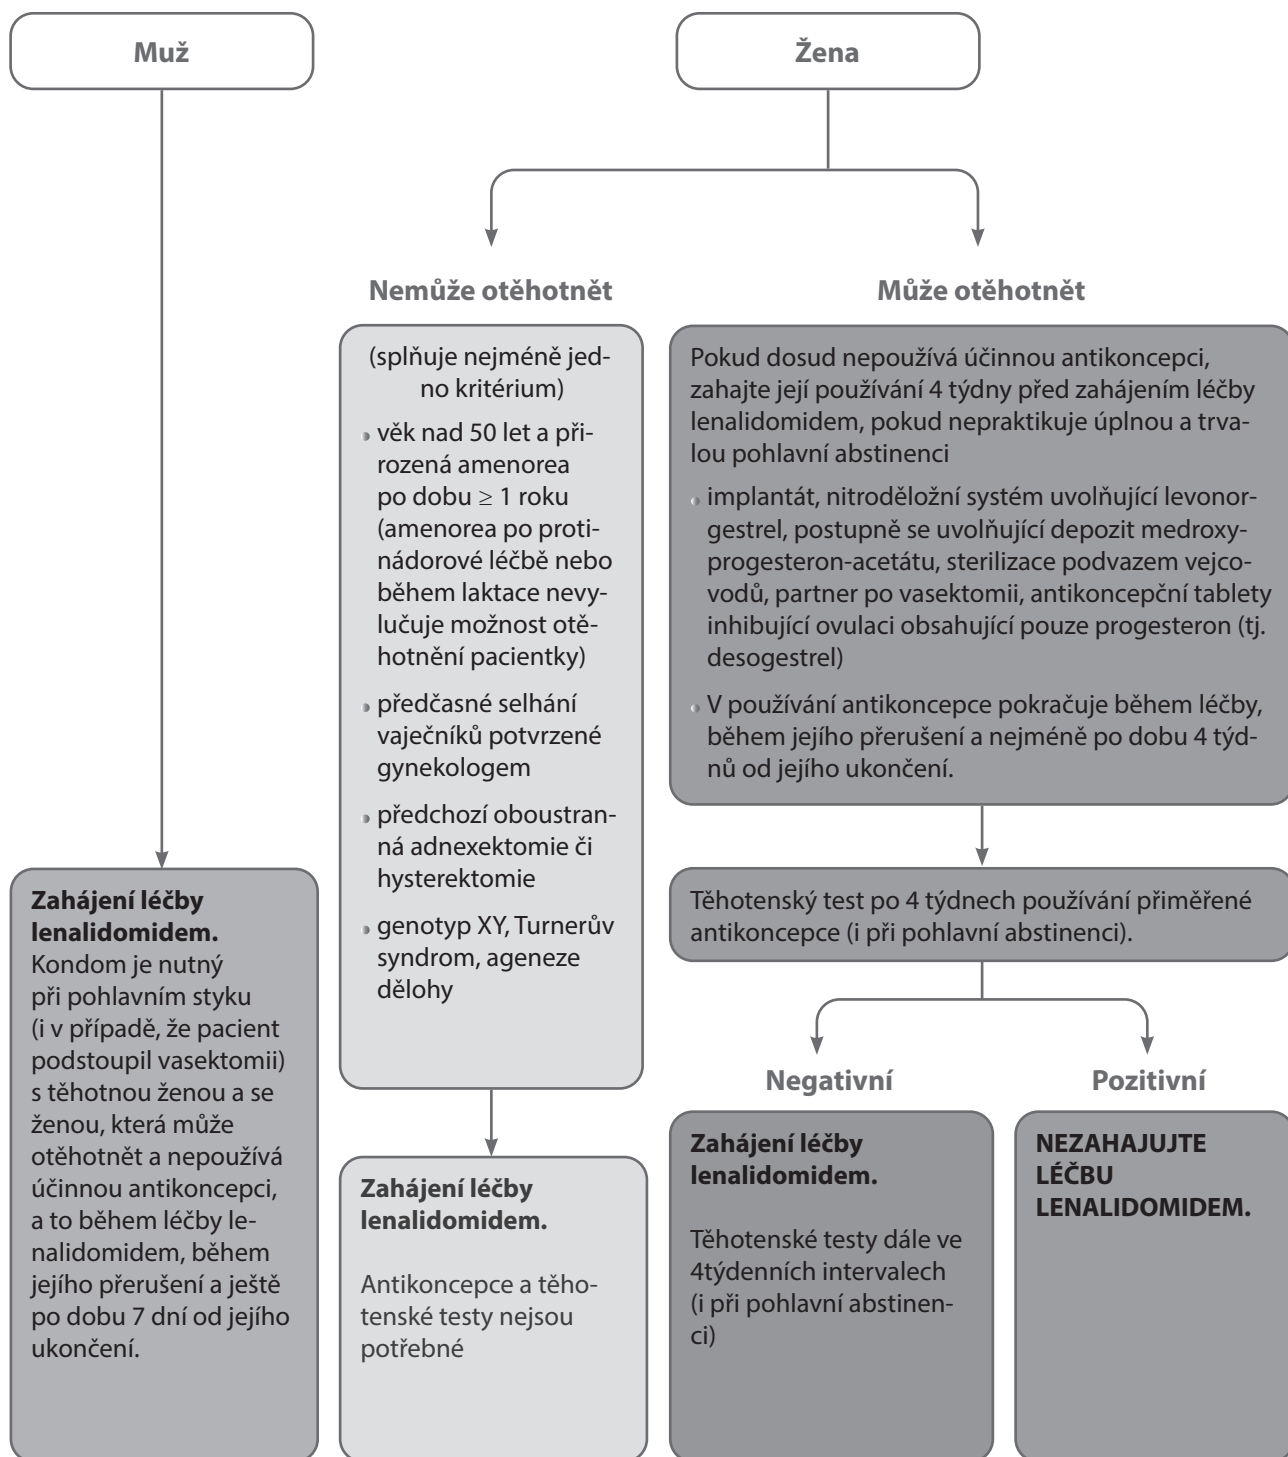 Muž
Žena
Nemůže otěhotnět
Může otěhotnět
(splňuje nejméně jed-
no kritérium)
věk nad 50 let a při-
rozená amenorea
po dobu ≥ 1 roku
(amenorea po proti-
nádorové léčbě nebo
během laktace nevy-
lučuje možnost otě-
hotnění pacientky)
předčasné selhání
vaječníků potvrzené
gynekologem
předchozí oboustran-
ná adnexektomie či
hysterektomie
genotyp XY, Turnerův
syndrom, ageneze
dělohy
Pokud dosud nepoužívá účinnou antikoncepci,
zahajte její používání 4 týdny před zahájením léčby
lenalidomidem, pokud nepraktikuje úplnou a trva-
lou pohlavní abstinenci
implantát, nitroděložní systém uvolňující levonor-
gestrel, postupně se uvolňující depozit medroxy-
progesteron-acetátu, sterilizace podvazem vejco-
vodů, partner po vasektomii, antikoncepční tablety
inhibující ovulaci obsahující pouze progesteron (tj.
desogestrel)
V používání antikoncepce pokračuje během léčby,
během jejího přerušení a nejméně po dobu 4 týd-
nů od jejího ukončení.
Těhotenský test po 4 týdnech používání přiměřené
antikoncepce (i při pohlavní abstinenci).
Negativní
Pozitivní
Zahájení léčby
lenalidomidem.
Kondom je nutný
při pohlavním styku
(i v případě, že pacient
podstoupil vasektomii)
s těhotnou ženou a se
ženou, která může
otěhotnět a nepoužívá
účinnou antikoncepci,
a to během léčby le-
nalidomidem, během
jejího přerušení a ještě
po dobu 7 dní od jejího
ukončení.
Zahájení léčby
lenalidomidem.
Antikoncepce a těho-
tenské testy nejsou
potřebné
Zahájení léčby
lenalidomidem.
Těhotenské testy dále ve
4týdenních intervalech
(i při pohlavní abstinen-
ci)
NEZAHAJUJTE
LÉČBU
LENALIDOMIDEM.